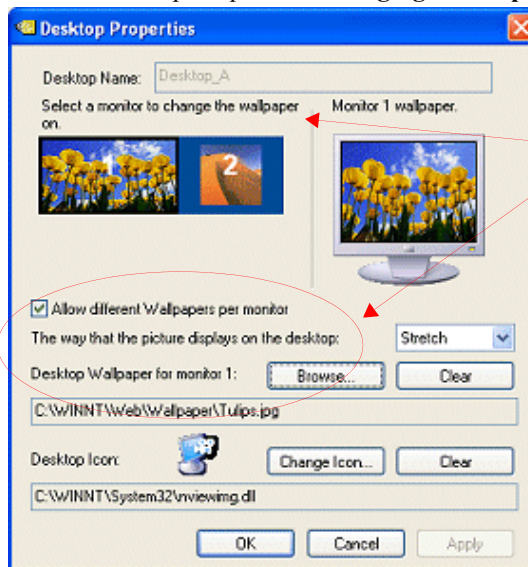 Desktop Properties
Desktop Name: Desktop_A
Select a monitor to change the wallpaper on.
Monitor 1 wallpaper.
1
2
Allow different Wallpapers per monitor
The way that the picture displays on the desktop: Stretch
Desktop Wallpaper for monitor 1: Browse... Clear
C:\WINNT\Web\Wallpaper\Tulips.jpg
Desktop Icon: Change Icon... Clear
C:\WINNT\System32\nviewimg.dll
OK Cancel Apply